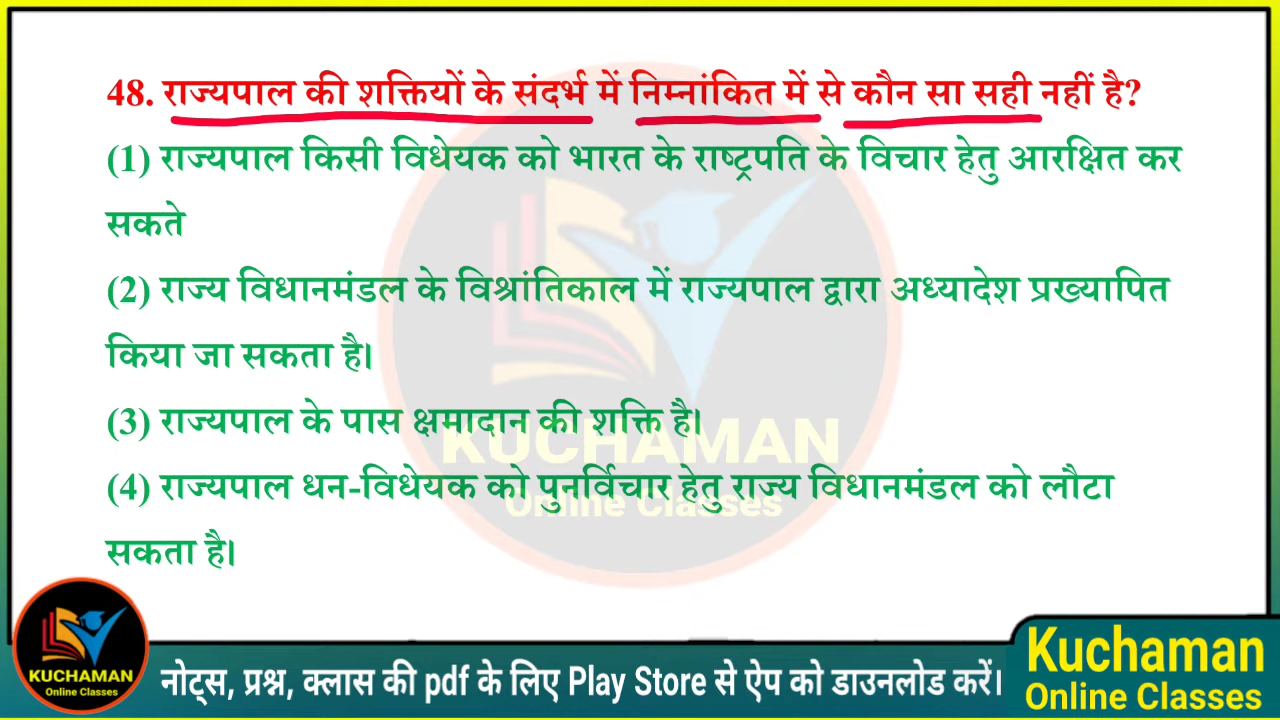 48. राज्यपाल की शक्तियों के संदर्भ में निम्नांकित में से कौन सा सही नहीं है?
(1) राज्यपाल किसी विधेयक को भारत के राष्ट्रपति के विचार हेतु आरक्षित कर
सकते
(2) राज्य विधानमंडल के विश्रांतिकाल में राज्यपाल द्वारा अध्यादेश प्रख्यापित
किया जा सकता है।
(3) राज्यपाल के पास क्षमादान की शक्ति है।
KUCHAMAN
(4) राज्यपाल धन-विधेयक को पुनर्विचार हेतु राज्य विधानमंडल को लौटा
Online Classes
सकता है।
KUCHAMAN
Online Classes
नोट्स, प्रश्न, क्लास की pdf के लिए Play Store से ऐप को डाउनलोड करें।
Kuchaman
Online Classes